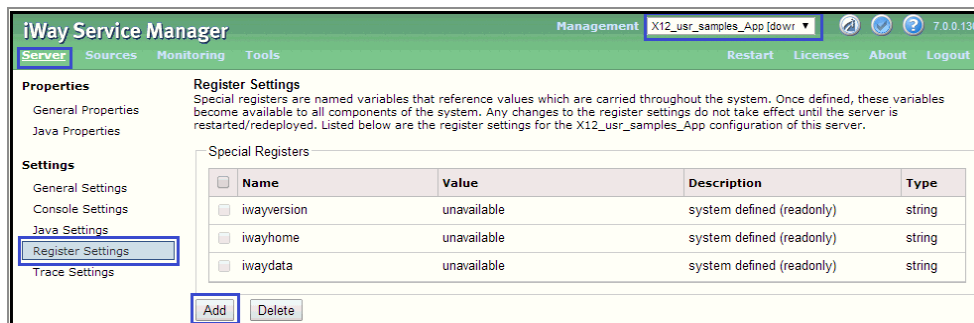 iWay Service Manager
Management X12_usr_samples_App [dowr 7.0.0.130
Server Sources Monitoring Tools Restart Licenses About Logout
Properties
General Properties
Java Properties
Settings
General Settings
Console Settings
Java Settings
Register Settings
Trace Settings
Register Settings
Special registers are named variables that reference values which are carried throughout the system. Once defined, these variables
become available to all components of the system. Any changes to the register settings do not take effect until the server is
restarted/redeployed. Listed below are the register settings for the X12_usr_samples_App configuration of this server.
Special Registers
Name Value Description Type
iwayversion unavailable system defined (readonly) string
iwayhome unavailable system defined (readonly) string
iwaydata unavailable system defined (readonly) string
Add Delete